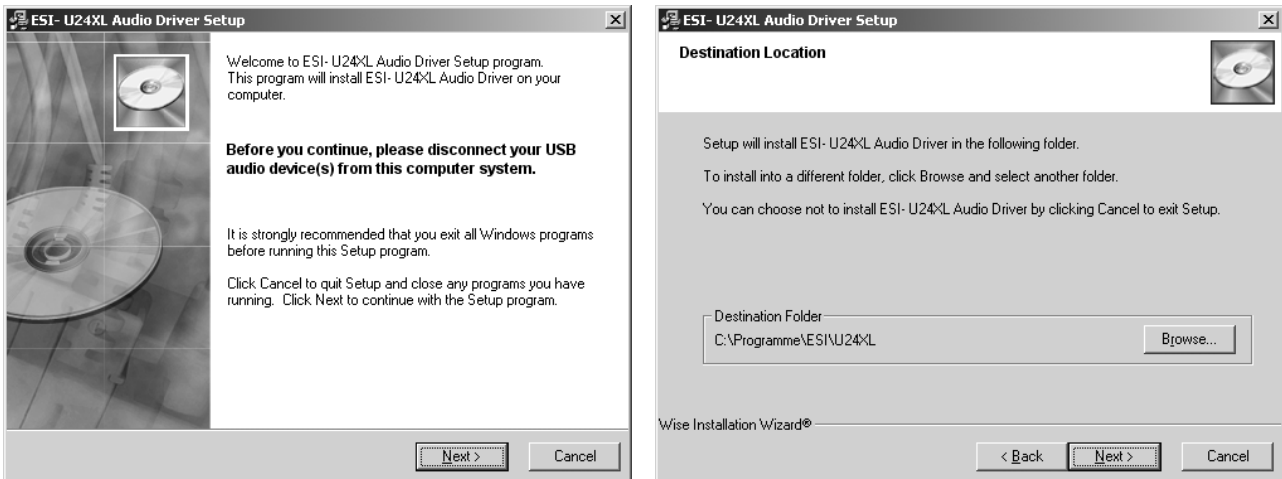 ESI- U24XL Audio Driver Setup
Welcome to ESI- U24XL Audio Driver Setup program.
This program will install ESI- U24XL Audio Driver on your
computer.
Before you continue, please disconnect your USB
audio device(s) from this computer system.
It is strongly recommended that you exit all Windows programs
before running this Setup program.
Click Cancel to quit Setup and close any programs you have
running. Click Next to continue with the Setup program.
Next >
Cancel
ESI- U24XL Audio Driver Setup
Destination Location
Setup will install ESI- U24XL Audio Driver in the following folder.
To install into a different folder, click Browse and select another folder.
You can choose not to install ESI- U24XL Audio Driver by clicking Cancel to exit Setup.
Destination Folder
C:\Programme\ESI\U24XL
Browse...
Wise Installation Wizard®
< Back
Next >
Cancel